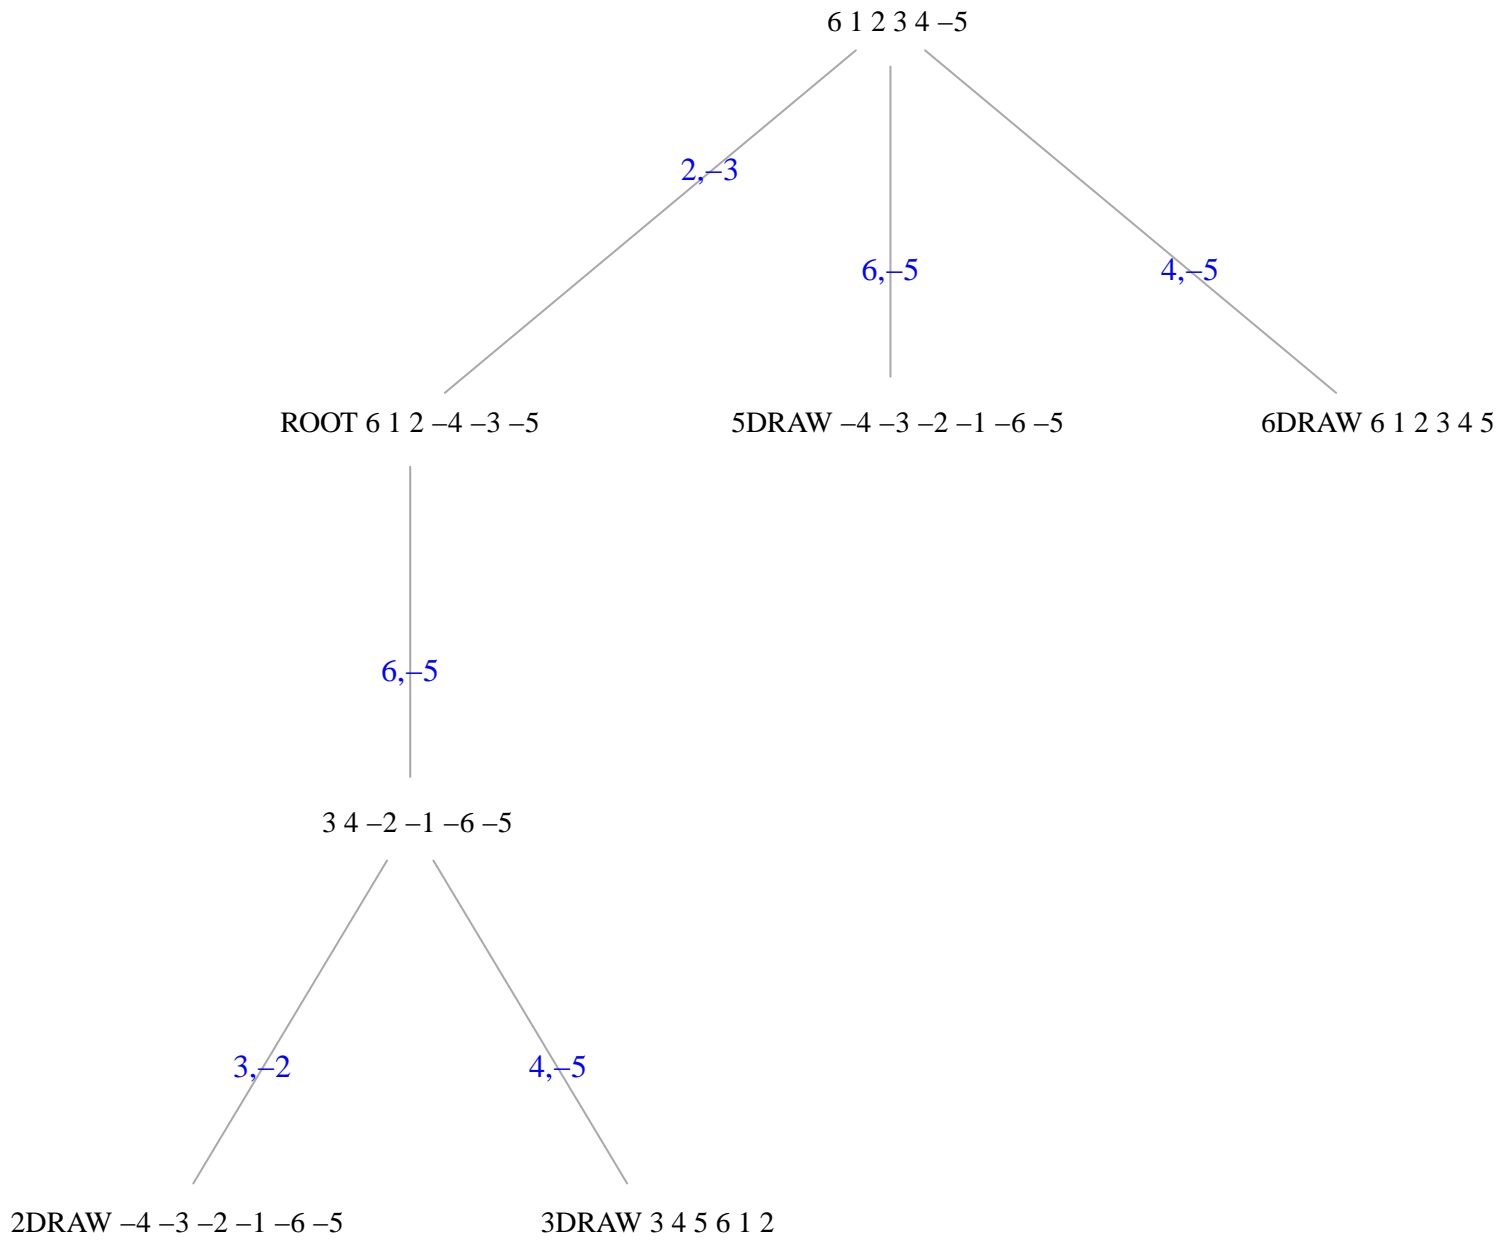 6 1 2 3 4 –5
2,–3
6,–5
4,–5
ROOT 6 1 2 –4 –3 –5
5DRAW –4 –3 –2 –1 –6 –5
6DRAW 6 1 2 3 4 5
6,–5
3 4 –2 –1 –6 –5
3,–2
4,–5
2DRAW –4 –3 –2 –1 –6 –5
3DRAW 3 4 5 6 1 2